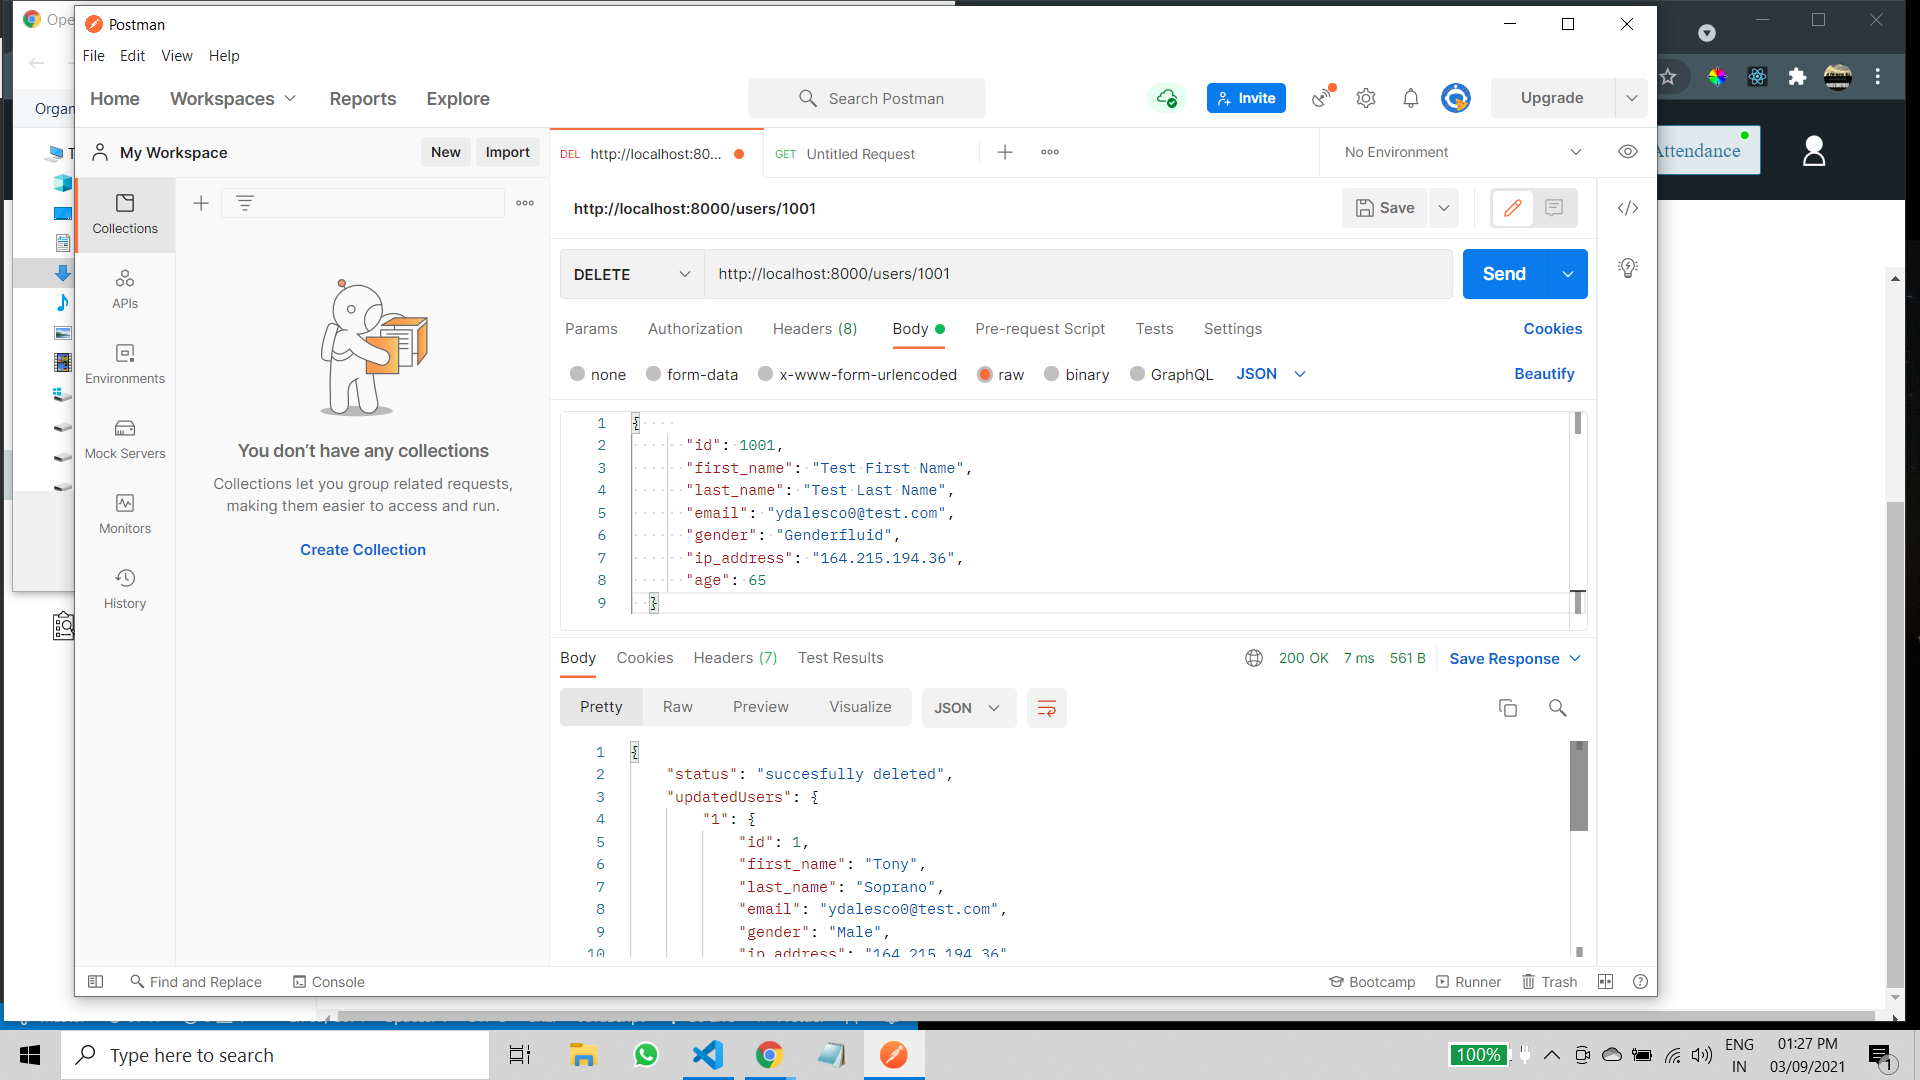 Ope
Postman
File Edit View Help
Home Workspaces Reports Explore
Search Postman
Invite
Upgrade
Organ
My Workspace
New Import
DEL http://localhost:80...
GET Untitled Request
No Environment
Attendance
Collections
APIs
Environments
Mock Servers
Monitors
History
You don't have any collections
Collections let you group related requests,
making them easier to access and run.
Create Collection
http://localhost:8000/users/1001
Save
DELETE http://localhost:8000/users/1001
Send
Params Authorization Headers (8) Body Pre-request Script Tests Settings Cookies
none form-data x-www-form-urlencoded raw binary GraphQL JSON Beautify
1 {
2 "id": 1001,
3 "first_name": "Test First Name",
4 "last_name": "Test Last Name",
5 "email": "ydalesco0@test.com",
6 "gender": "Genderfluid",
7 "ip_address": "164.215.194.36",
8 "age": 65
9 }
Body Cookies Headers (7) Test Results
200 OK 7 ms 561 B Save Response
Pretty Raw Preview Visualize JSON
1 {
2 "status": "succesfully deleted",
3 "updatedUsers": {
4 "1": {
5 "id": 1,
6 "first_name": "Tony",
7 "last_name": "Soprano",
8 "email": "ydalesco0@test.com",
9 "gender": "Male",
10 "ip_address": "164.215.194.36"
Find and Replace Console
Bootcamp Runner Trash
Type here to search
100%
ENG
IN
01:27 PM
03/09/2021
1